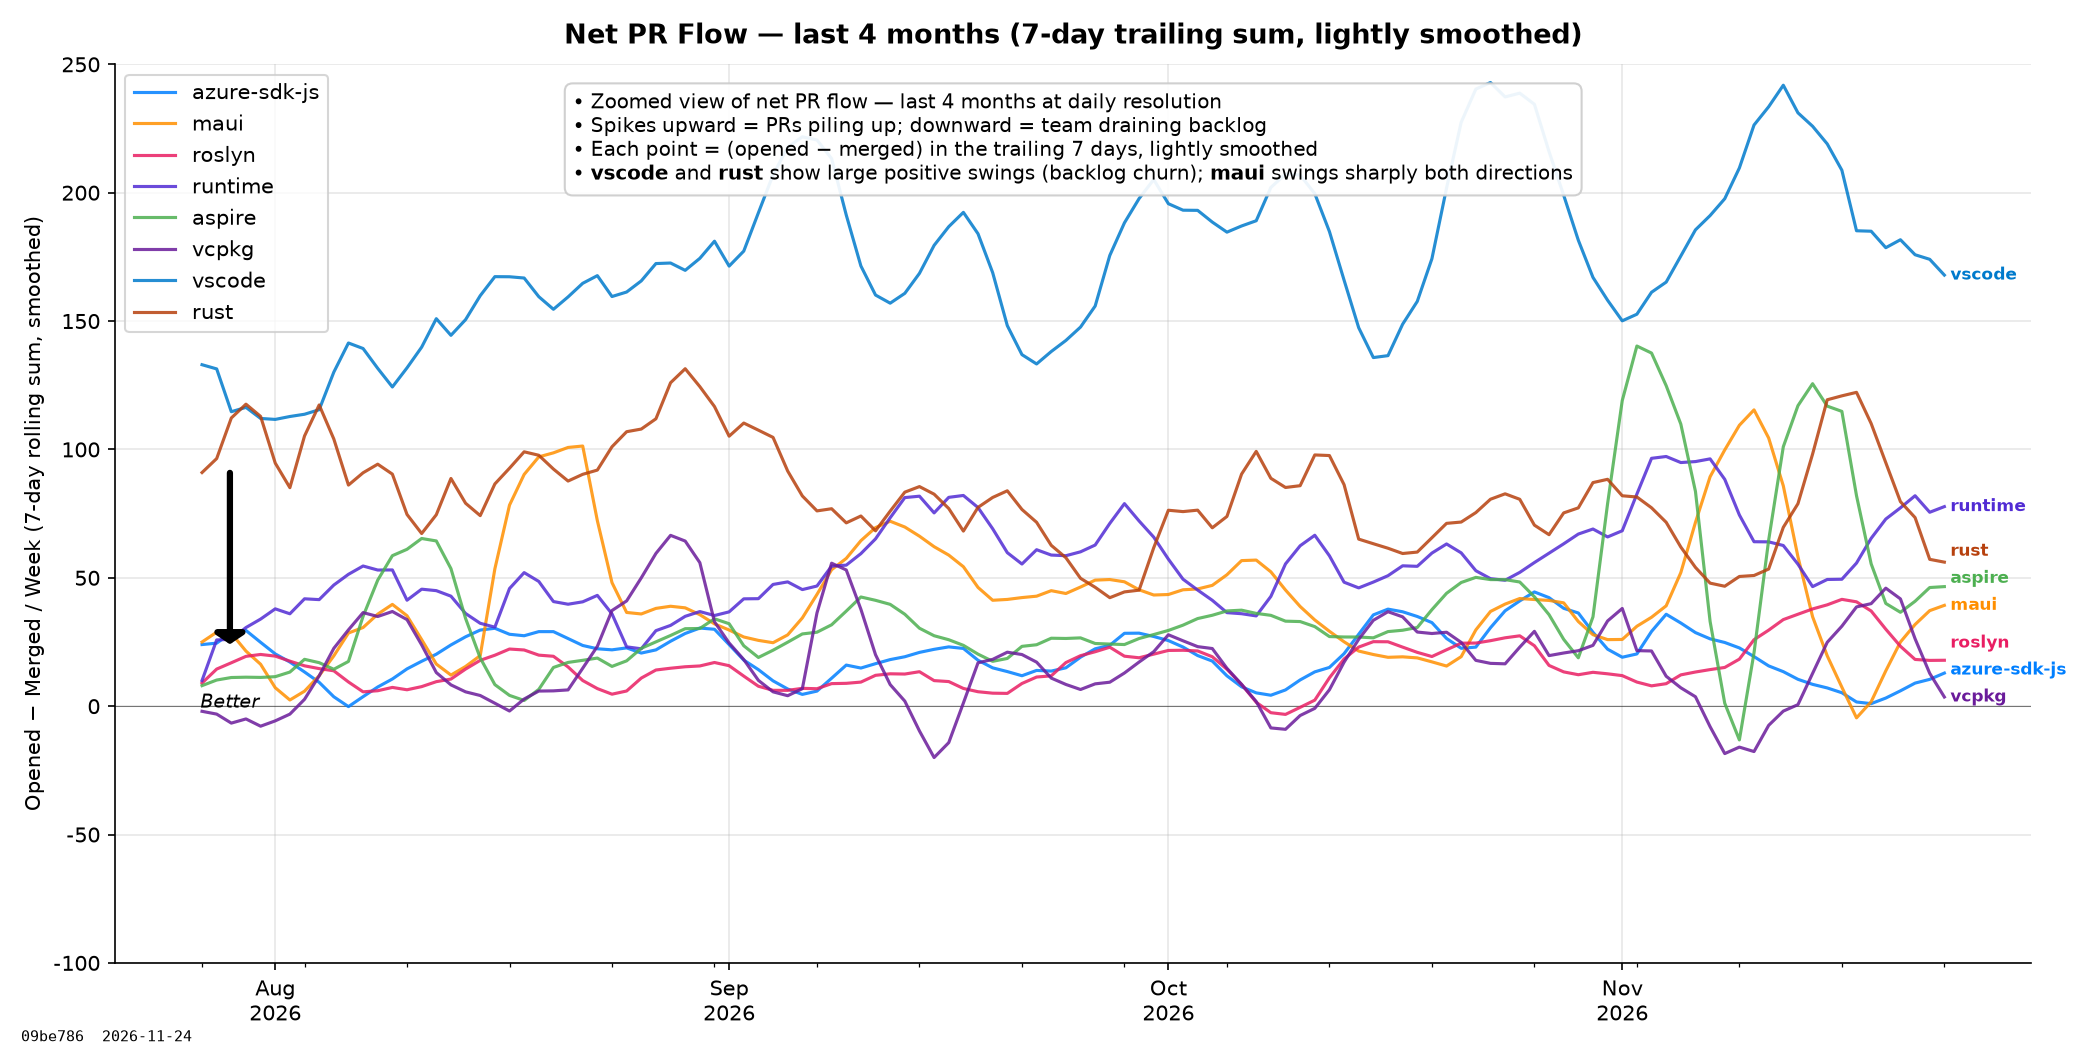 Net PR Flow — last 4 months (7-day trailing sum, lightly smoothed)
Opened − Merged / Week (7-day rolling sum, smoothed)
250
200
150
100
50
0
-50
-100
azure-sdk-js
maui
roslyn
runtime
aspire
vcpkg
vscode
rust
• Zoomed view of net PR flow — last 4 months at daily resolution
• Spikes upward = PRs piling up; downward = team draining backlog
• Each point = (opened − merged) in the trailing 7 days, lightly smoothed
• vscode and rust show large positive swings (backlog churn); maui swings sharply both directions
Better
vscode
runtime
rust
aspire
maui
roslyn
azure-sdk-js
vcpkg
Aug
2026
Sep
2026
Oct
2026
Nov
2026
09be786 2026-11-24